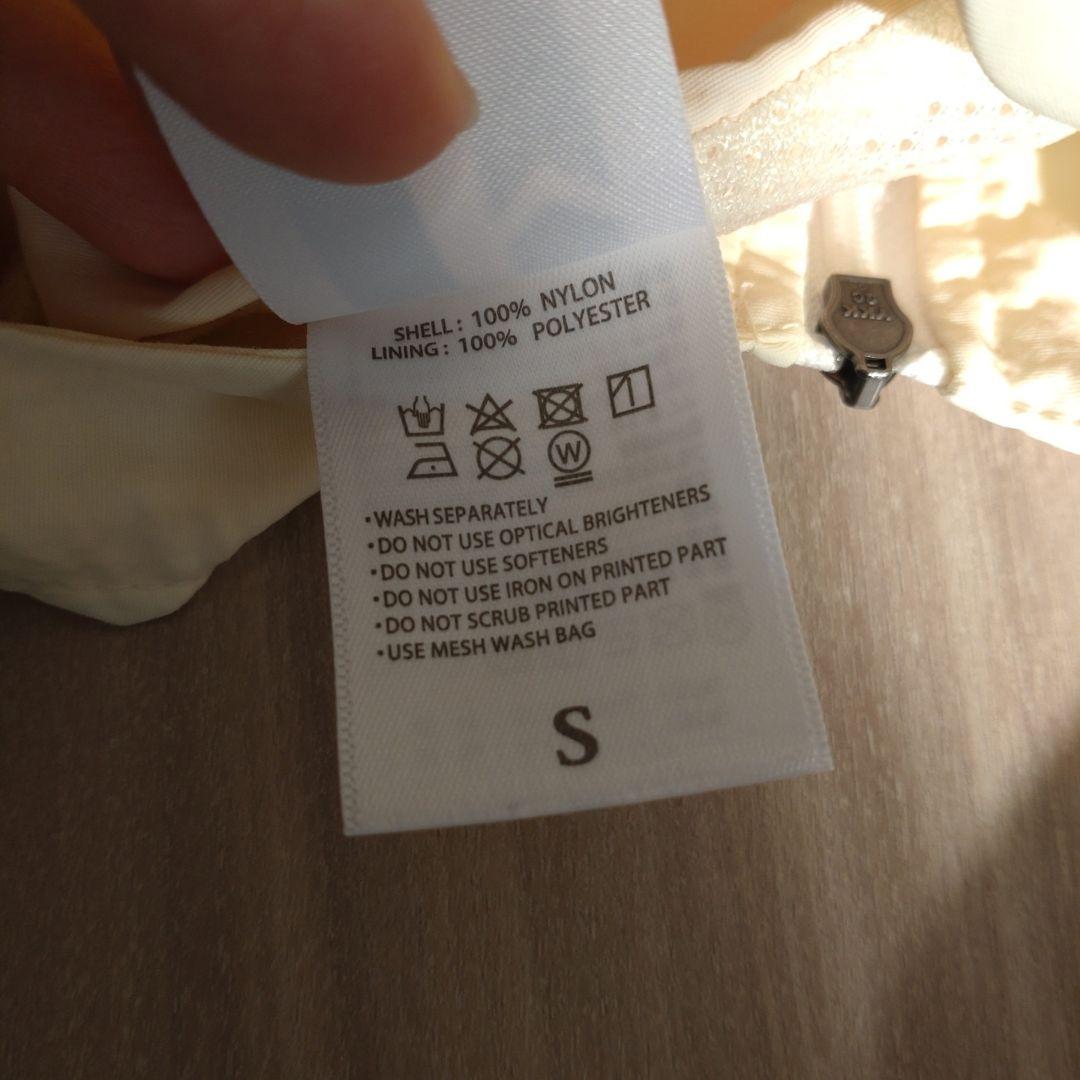 SHELL: 100% NYLON
LINING: 100% POLYESTER
W
•WASH SEPARATELY
•DO NOT USE OPTICAL BRIGHTENERS
•DO NOT USE SOFTENERS
•DO NOT USE IRON ON PRINTED PART
•DO NOT SCRUB PRINTED PART
•USE MESH WASH BAG
S